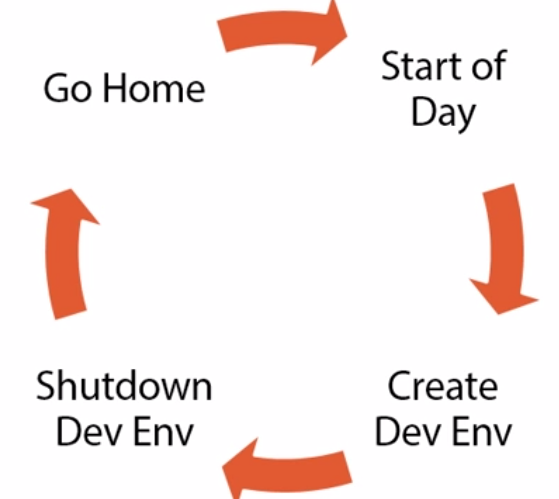 Start of
Day
Create
Dev Env
Shutdown
Dev Env
Go Home